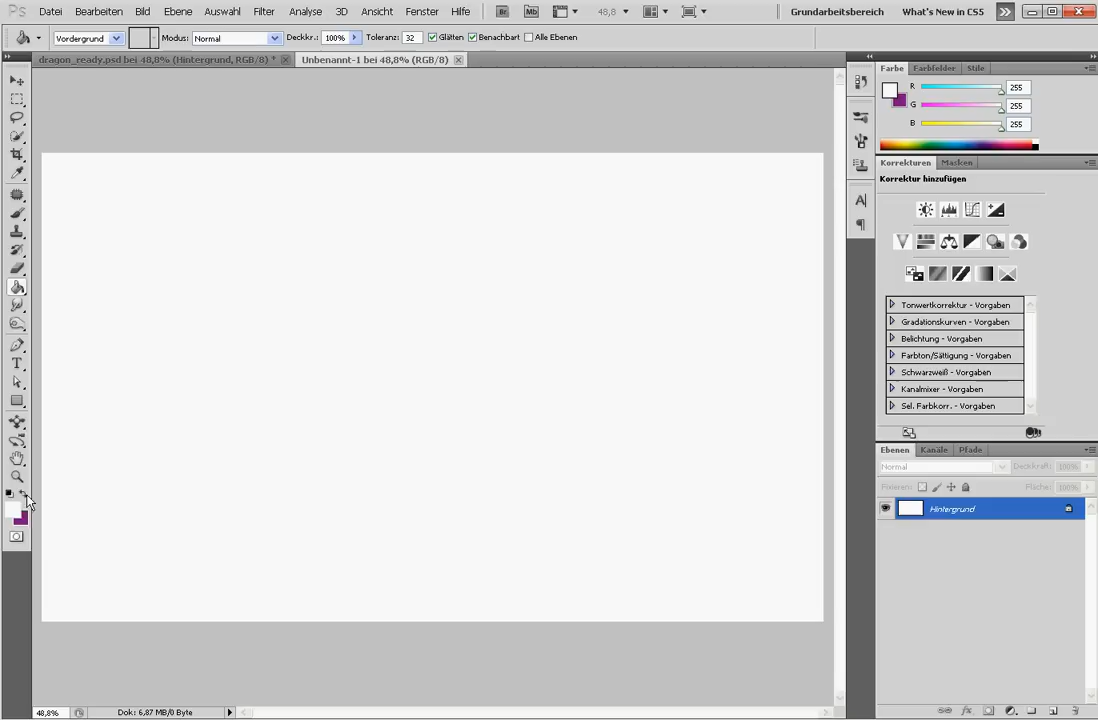 Ps Datei Bearbeiten Bild Ebene Auswahl Filter Analyse 3D Ansicht Fenster Hilfe Br Mb 48,8 Grundarbeitsbereich What's New in CS5
Vordergrund Modus: Normal Deckkr.: 100% Toleranz: 32 Glätten Benachbart Alle Ebenen
dragon_ready.psd bei 48,8% (Hintergrund, RGB/8) * Unbenannt-1 bei 48,8% (RGB/8)
Farbe Farbfelder Stile
R 255
G 255
B 255
Korrekturen Masken
Korrektur hinzufügen
Tonwertkorrektur - Vorgaben
Gradationskurven - Vorgaben
Belichtung - Vorgaben
Farbton/Sättigung - Vorgaben
Schwarzweiß - Vorgaben
Kanalmixer - Vorgaben
Sel. Farbkorr. - Vorgaben
Ebenen Kanäle Pfade
Normal Deckkraft: 100%
Fixieren: Fläche: 100%
Hintergrund
48,8% Dok: 6,87 MB/0 Byte